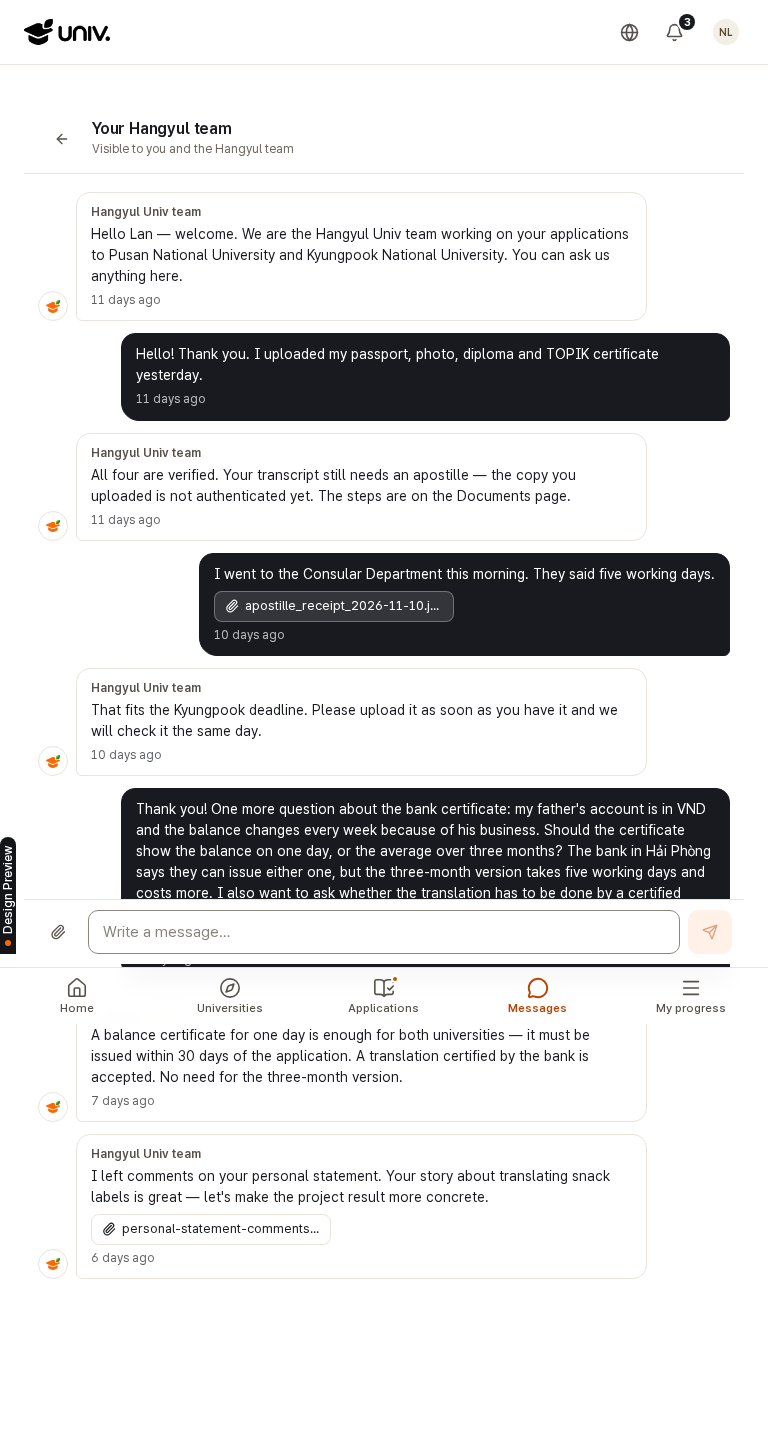 UNIV.
3
NL
Your Hangyul team
Visible to you and the Hangyul team
Hangyul Univ team
Hello Lan — welcome. We are the Hangyul Univ team working on your applications
to Pusan National University and Kyungpook National University. You can ask us
anything here.
11 days ago
Hello! Thank you. I uploaded my passport, photo, diploma and TOPIK certificate
yesterday.
11 days ago
Hangyul Univ team
All four are verified. Your transcript still needs an apostille — the copy you
uploaded is not authenticated yet. The steps are on the Documents page.
11 days ago
I went to the Consular Department this morning. They said five working days.
apostille_receipt_2026-11-10.j...
10 days ago
Hangyul Univ team
That fits the Kyungpook deadline. Please upload it as soon as you have it and we
will check it the same day.
10 days ago
Thank you! One more question about the bank certificate: my father's account is in VND
and the balance changes every week because of his business. Should the certificate
show the balance on one day, or the average over three months? The bank in Hải Phòng
says they can issue either one, but the three-month version takes five working days and
costs more. I also want to ask whether the translation has to be done by a certified
Design Preview
Write a message...
Home
Universities
Applications
Messages
My progress
A balance certificate for one day is enough for both universities — it must be
issued within 30 days of the application. A translation certified by the bank is
accepted. No need for the three-month version.
7 days ago
Hangyul Univ team
I left comments on your personal statement. Your story about translating snack
labels is great — let's make the project result more concrete.
personal-statement-comments...
6 days ago